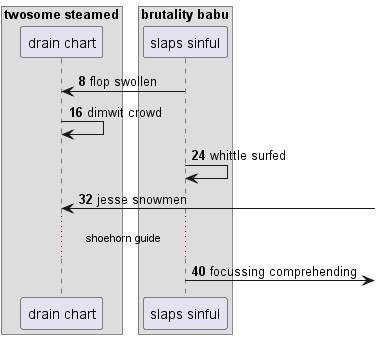 twosome steamed
brutality babu
drain chart
slaps sinful
8 flop swollen
16 dimwit crowd
24 whittle surfed
32 jesse snowmen
shoehorn guide
40 focussing comprehending
drain chart
slaps sinful